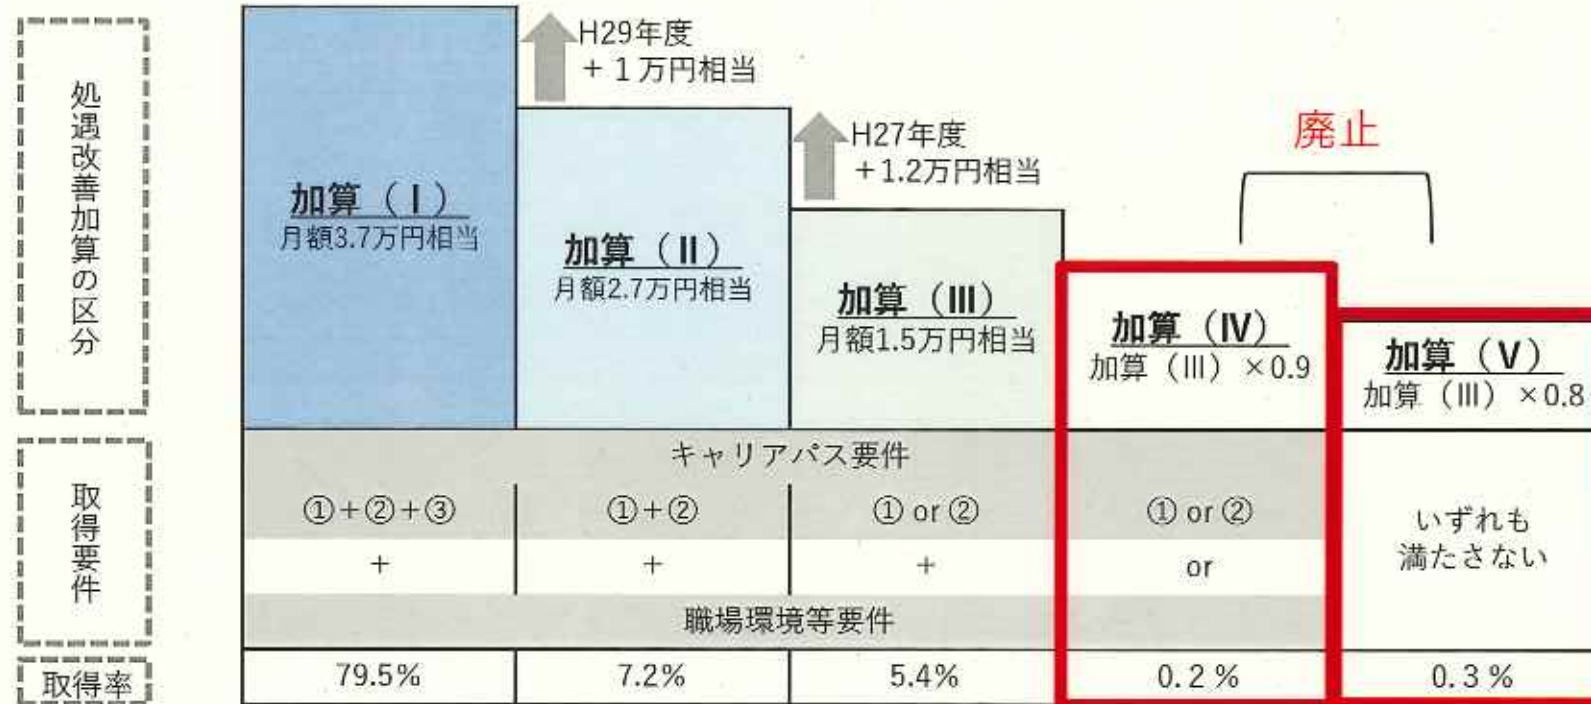 処遇改善加算の区分
H29年度
+ 1万円相当
H27年度
+1.2万円相当
廃止
加算（Ⅰ）
月額3.7万円相当
加算（Ⅱ）
月額2.7万円相当
加算（Ⅲ）
月額1.5万円相当
加算（Ⅳ）
加算（Ⅲ）×0.9
加算（Ⅴ）
加算（Ⅲ）×0.8
取得要件
キャリアパス要件
①+②+③
①+②
① or ②
① or ②
いずれも
満たさない
+
+
+
or
職場環境等要件
取得率
79.5%
7.2%
5.4%
0.2 %
0.3 %